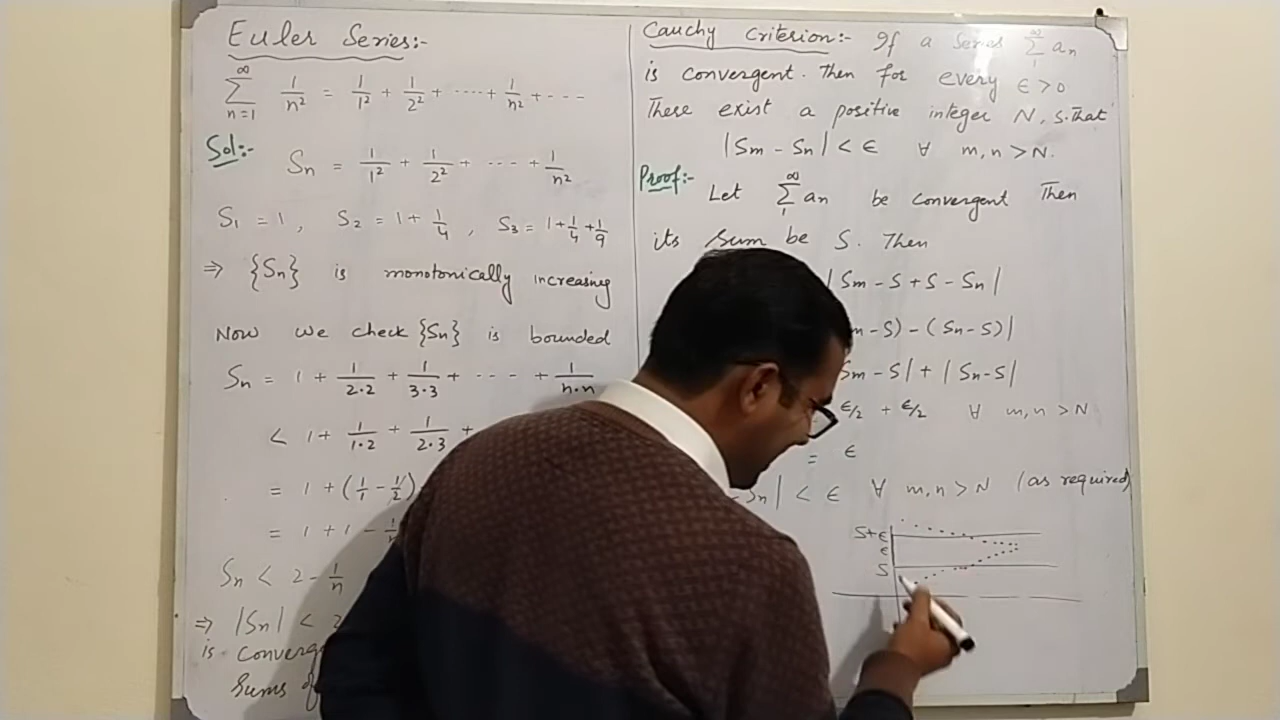 Euler Series:-
∑_{n=1}^{∞} 1/n² = 1/1² + 1/2² + ····· + 1/n² + ---
Sol:-
Sn = 1/1² + 1/2² + ---- + 1/n²
S₁ = 1, S₂ = 1 + 1/4, S₃ = 1 + 1/4 + 1/9
⇒ {Sn} is monotonically increasing
Now we check {Sn} is bounded
Sn = 1 + 1/2·2 + 1/3·3 + ---- + 1/n·n
< 1 + 1/1·2 + 1/2·3 +
= 1 + (1/1 - 1/2)
= 1 + 1 -
Sn < 2 - 1/n
⇒ |Sn| < 2
is
Sums
Cauchy Criterion:- If a Series ∑_{1}^{∞} an
is convergent. Then for every ϵ > 0
There exist a positive integer N, s.that
|Sm - Sn| < ϵ ∀ m, n > N.
Proof:-
Let ∑_{1}^{∞} an be convergent Then
its Sum be S. Then
|Sm - S + S - Sn|
- S) - (Sn - S)|
- S| + |Sn - S|
ϵ/2 + ϵ/2 ∀ m, n > N
= ϵ
Sn| < ϵ ∀ m, n > N (as required)
S+ϵ
ϵ
S